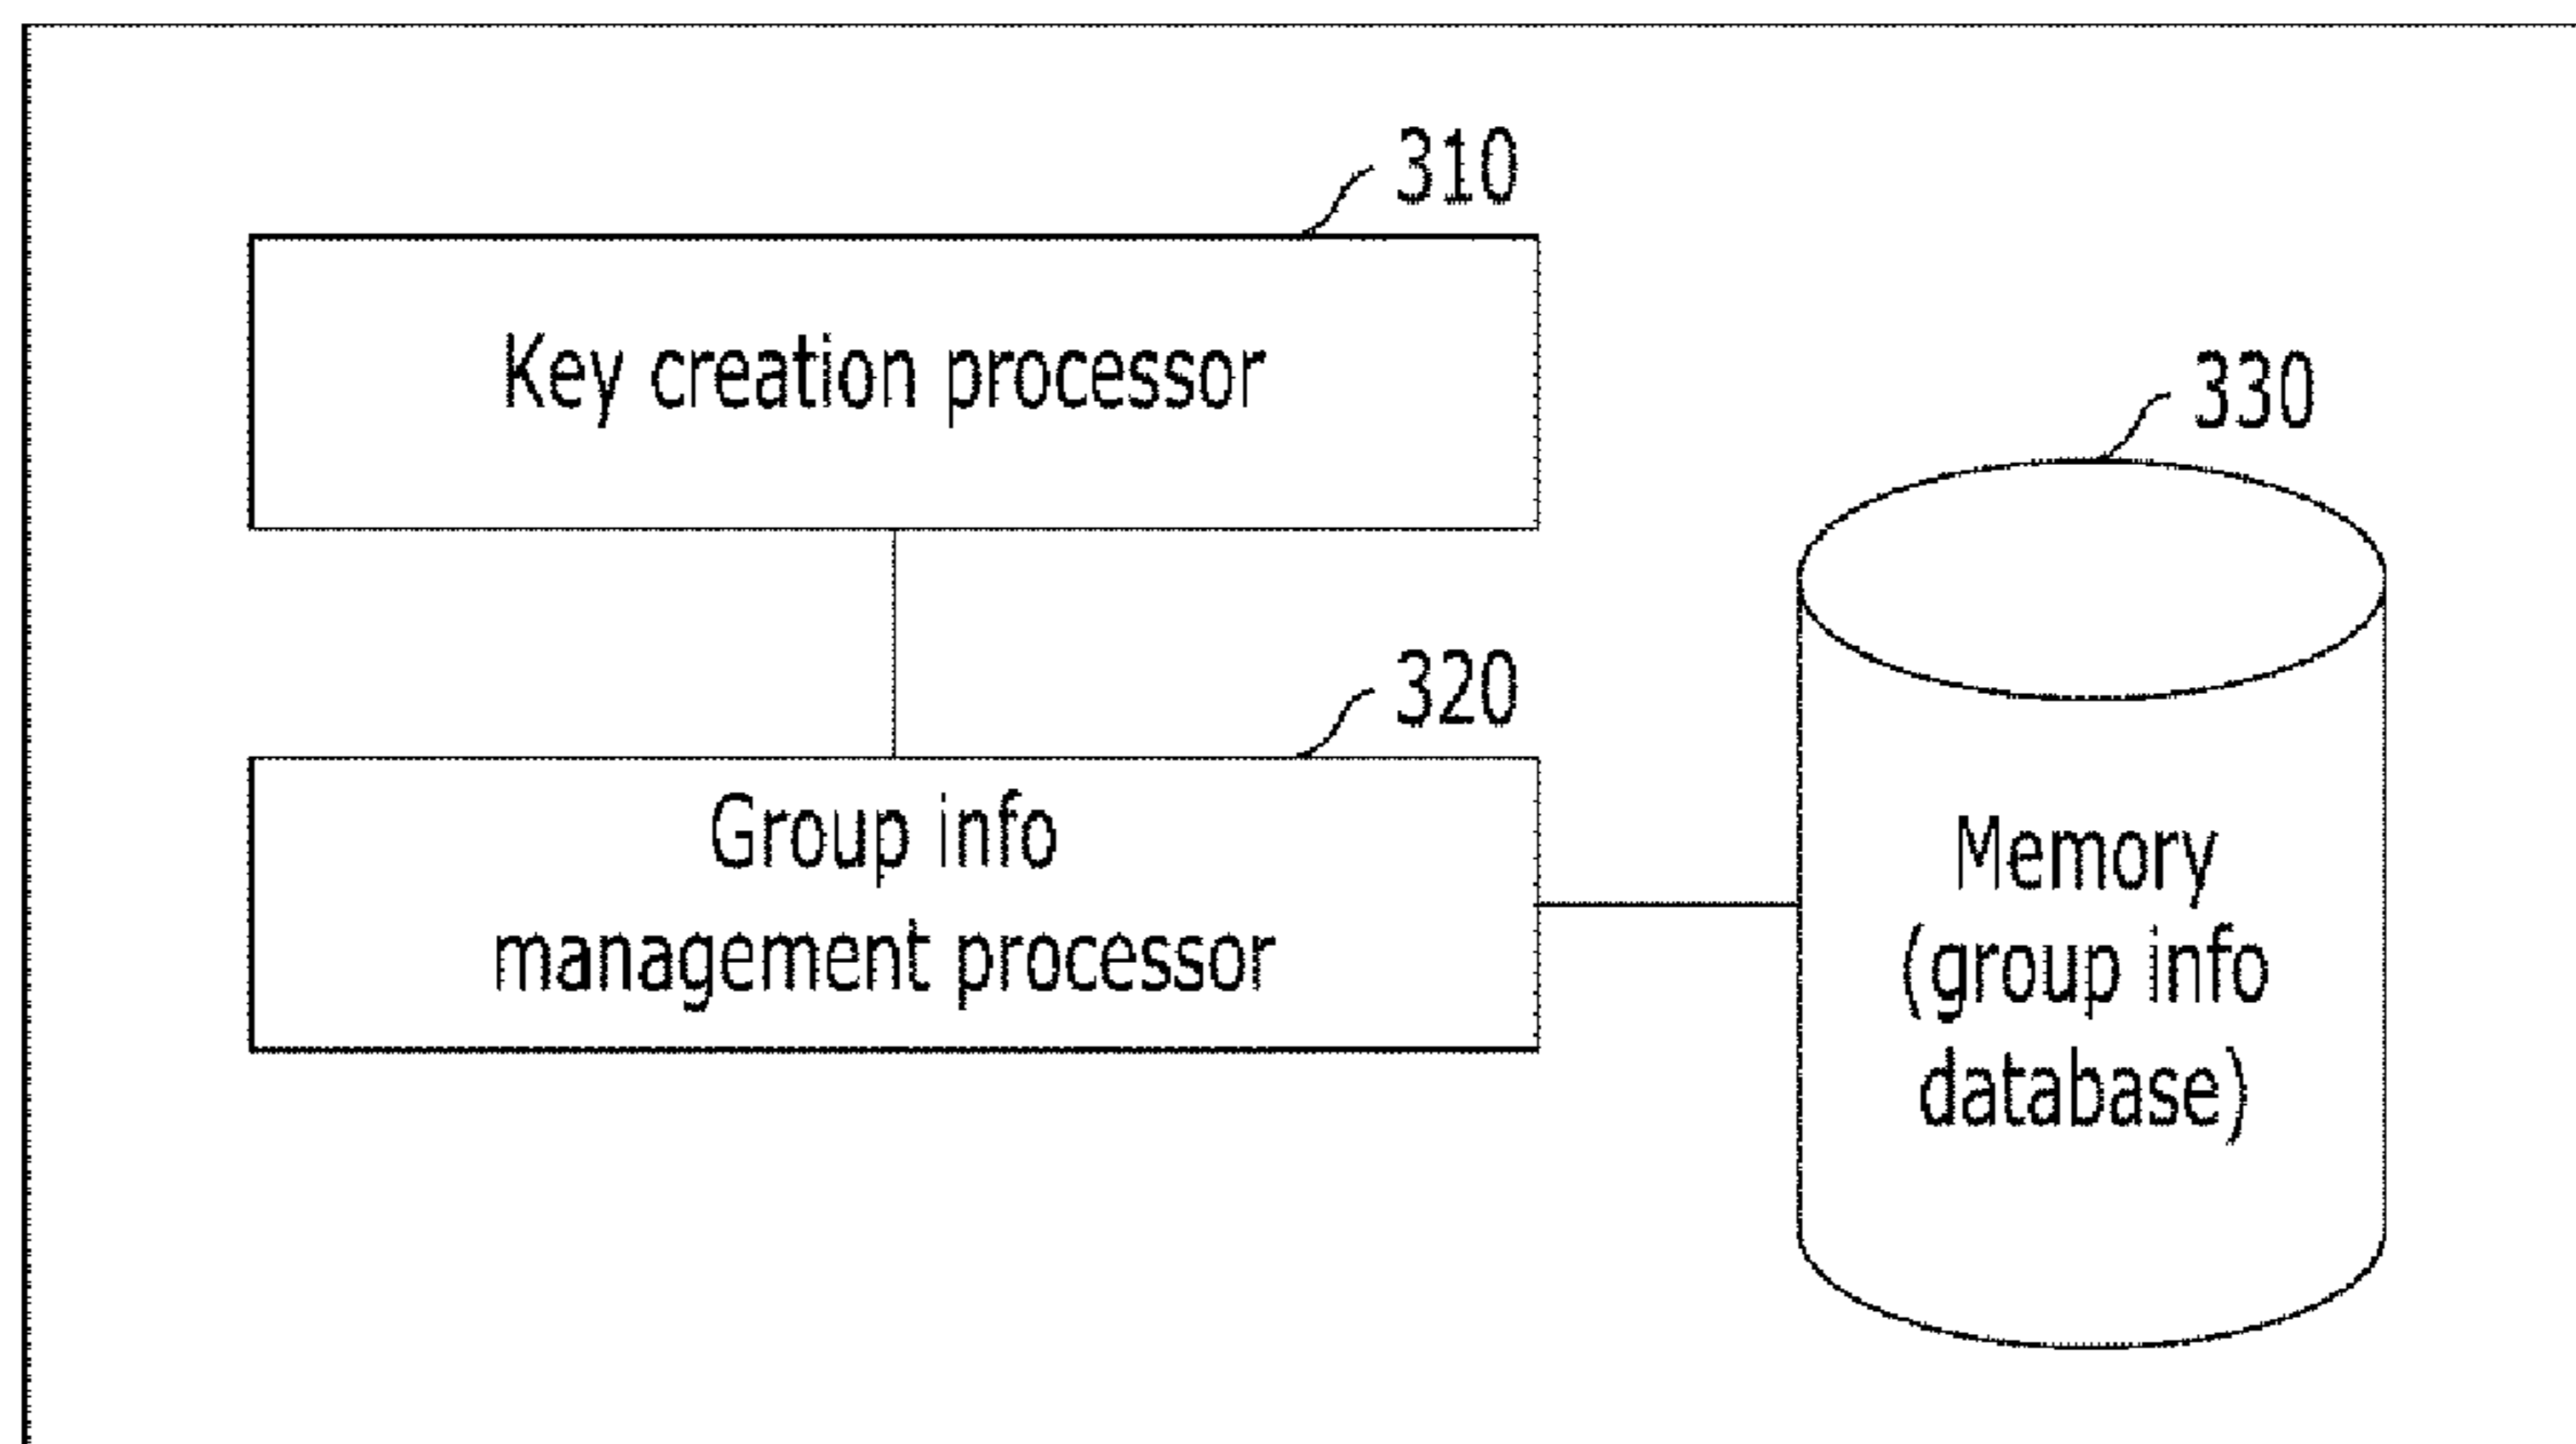 310
Key creation processor
330
320
Group info
management processor
Memory
(group info
database)